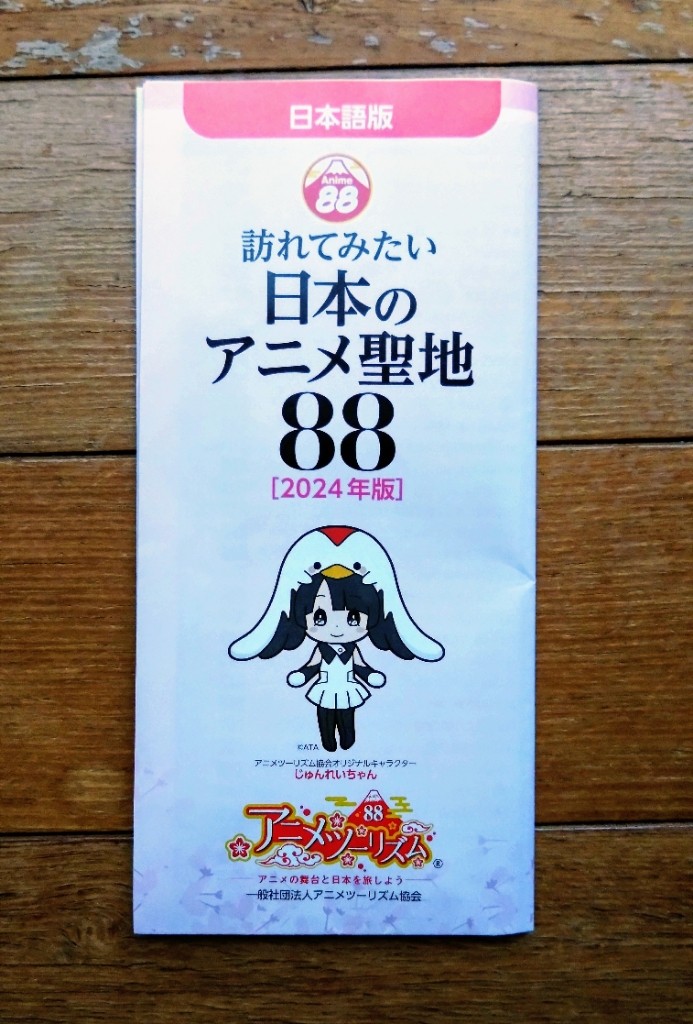 日本語版
Anime
88
訪れてみたい
日本の
アニメ聖地
88
[2024年版]
©ATA
アニメツーリズム協会オリジナルキャラクター
じゅんれいちゃん
88
アニメツーリズム
®
アニメの舞台と日本を旅しよう
一般社団法人アニメツーリズム協会